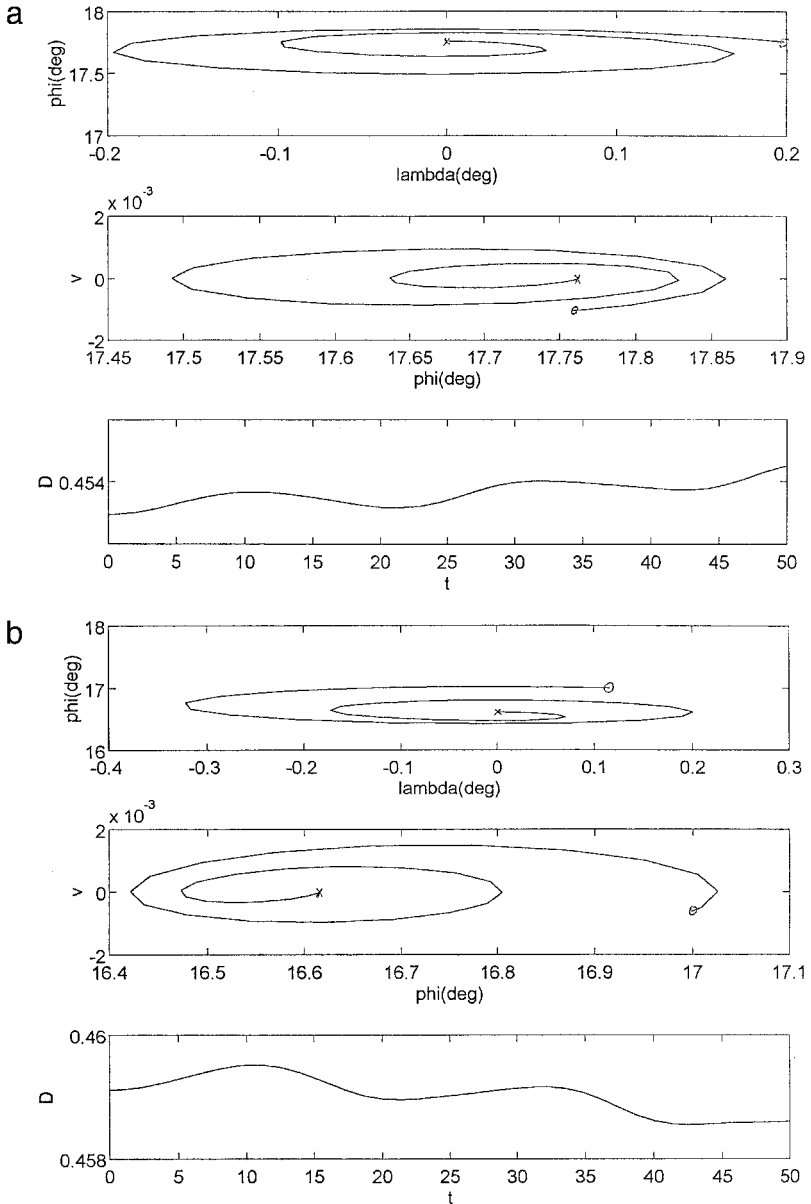 a
18
17.5
17
phi(deg)
-0.2 -0.1 0 0.1 0.2
lambda(deg)
x 10^-3
2
0
-2
v
17.45 17.5 17.55 17.6 17.65 17.7 17.75 17.8 17.85 17.9
phi(deg)
D
0.454
0 5 10 15 20 25 30 35 40 45 50
t
b
18
17
16
phi(deg)
-0.4 -0.3 -0.2 -0.1 0 0.1 0.2 0.3
lambda(deg)
x 10^-3
2
0
-2
v
16.4 16.5 16.6 16.7 16.8 16.9 17 17.1
phi(deg)
0.46
D
0.458
0 5 10 15 20 25 30 35 40 45 50
t